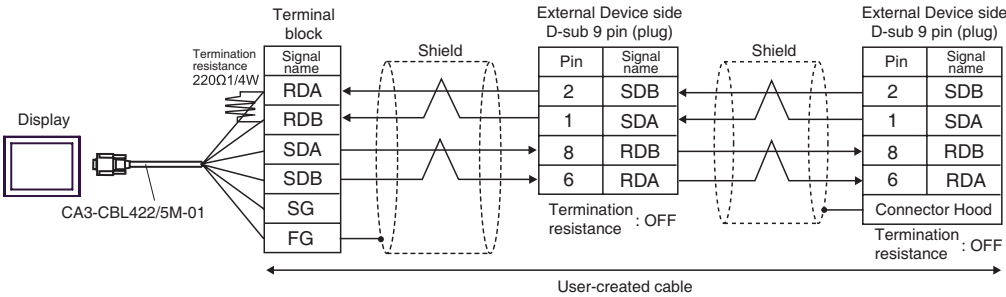 Terminal
block
External Device side
D-sub 9 pin (plug)
External Device side
D-sub 9 pin (plug)
Termination
resistance
220Ω1/4W
Signal
name
Shield
Pin
Signal
name
Shield
Pin
Signal
name
RDA
2
SDB
2
SDB
RDB
1
SDA
1
SDA
Display
SDA
8
RDB
8
RDB
SDB
6
RDA
6
RDA
CA3-CBL422/5M-01
SG
Termination
resistance : OFF
Connector Hood
FG
Termination
resistance : OFF
User-created cable